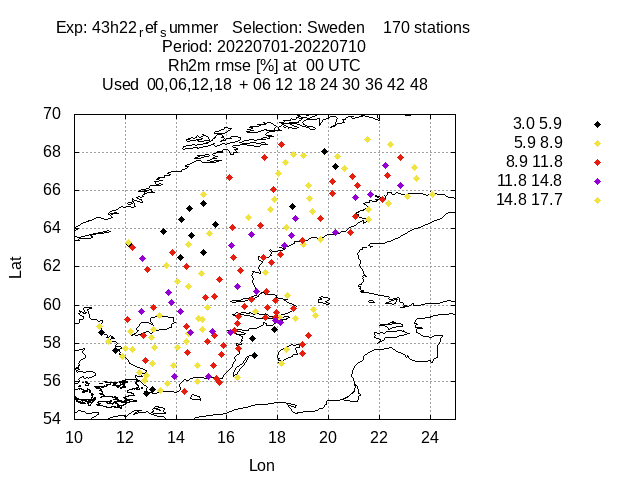 Exp: 43h22refsummer Selection: Sweden 170 stations
Period: 20220701-20220710
Rh2m rmse [%] at 00 UTC
Used 00,06,12,18 + 06 12 18 24 30 36 42 48
3.0 5.9
5.9 8.9
8.9 11.8
11.8 14.8
14.8 17.7
70
68
66
64
62
60
58
56
54
Lat
10 12 14 16 18 20 22 24
Lon